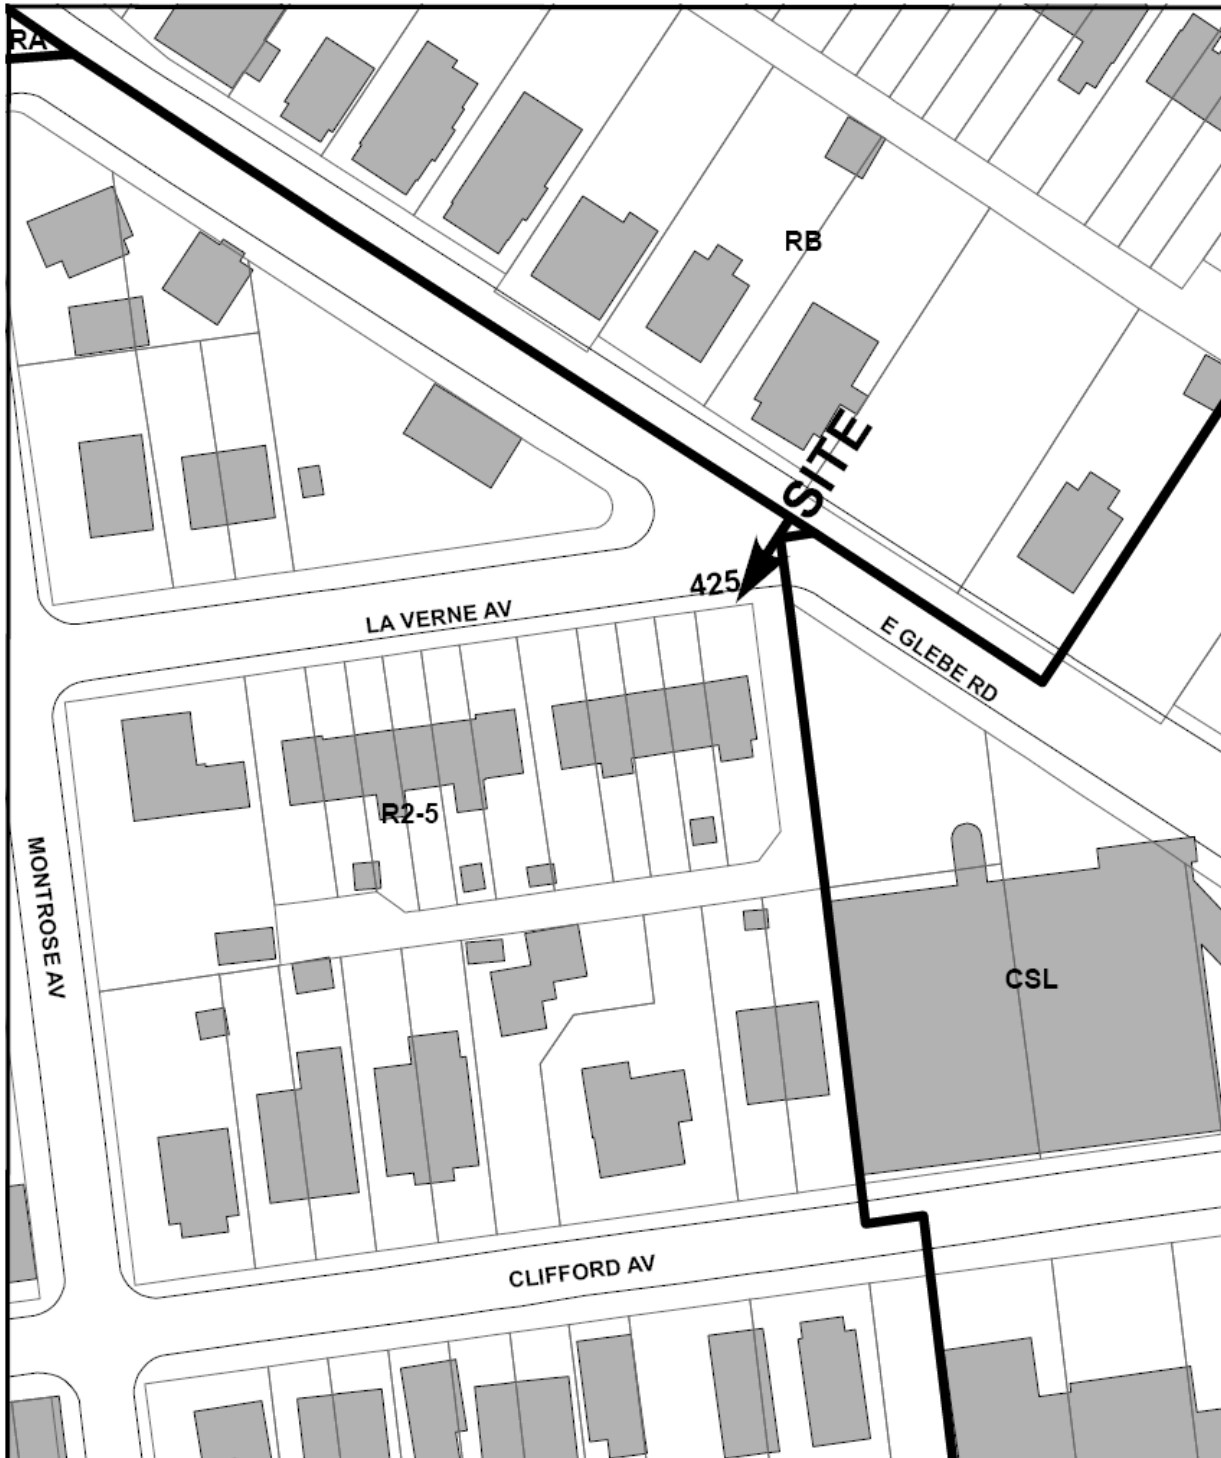 RA
RB
SITE
425
LA VERNE AV
E GLEBE RD
R2-5
MONTROSE AV
CSL
CLIFFORD AV